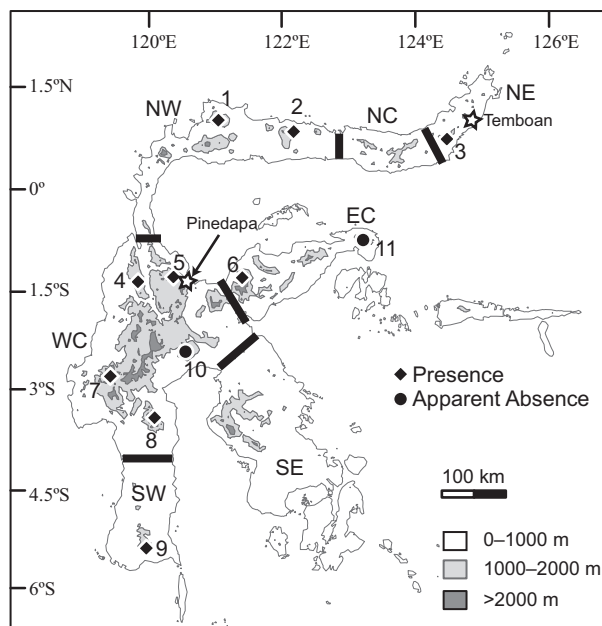 120ºE 122ºE 124ºE 126ºE
1.5ºN
0º
1.5ºS
3ºS
4.5ºS
6ºS
NW
1
2
NC
NE
Temboan
3
Pinedapa
EC
11
4
5
6
WC
10
7
8
SE
SW
9
Presence
Apparent Absence
100 km
0–1000 m
1000–2000 m
>2000 m